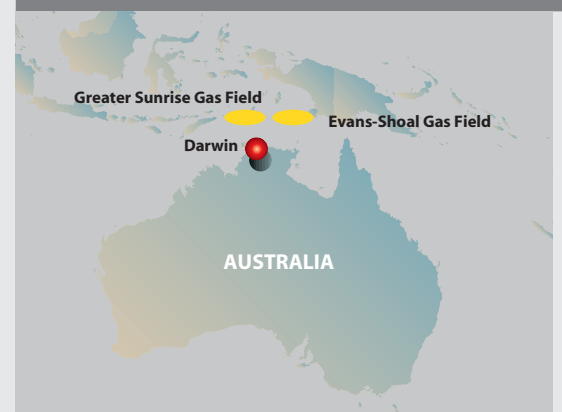 Greater Sunrise Gas Field
Evans-Shoal Gas Field
Darwin
AUSTRALIA